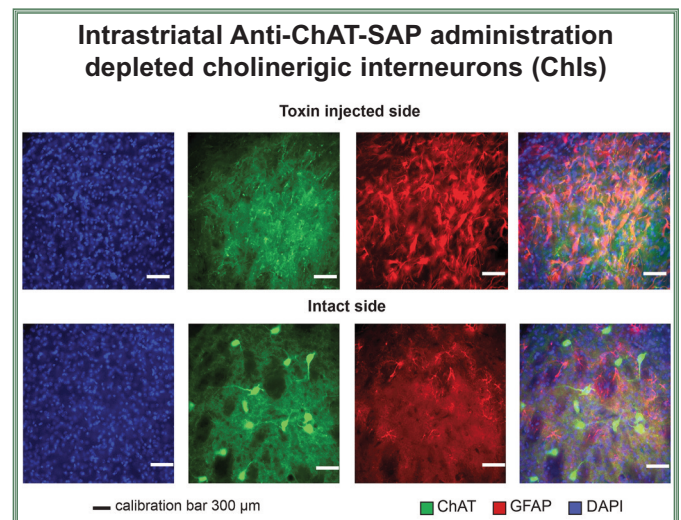 Intrastriatal Anti-ChAT-SAP administration
depleted cholinerigic interneurons (ChIs)
Toxin injected side
Intact side
calibration bar 300 µm
ChAT GFAP DAPI